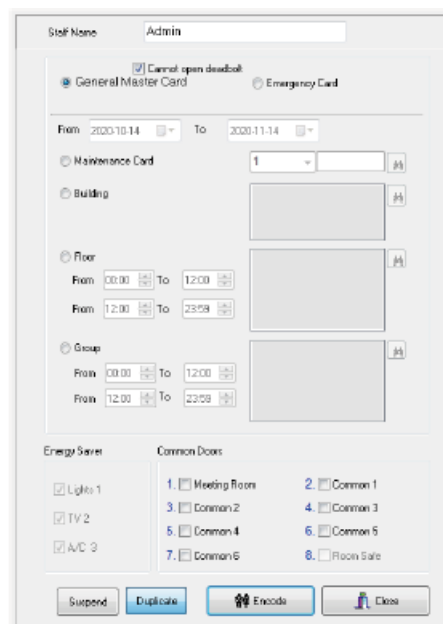 Staff Name Admin
Cannot open deadbolt
General Master Card Emergency Card
From 2020-10-14 To 2020-11-14
Maintenance Card 1
Building
Floor
From 00:00 To 12:00
From 12:00 To 23:59
Group
From 00:00 To 12:00
From 12:00 To 23:59
Energy Saver Common Doors
Lights 1 1. Meeting Room 2. Common 1
3. Common 2 4. Common 3
TV 2
5. Common 4 6. Common 5
A/C 3
7. Common 6 8. Room Safe
Suspend Duplicate Encode Close